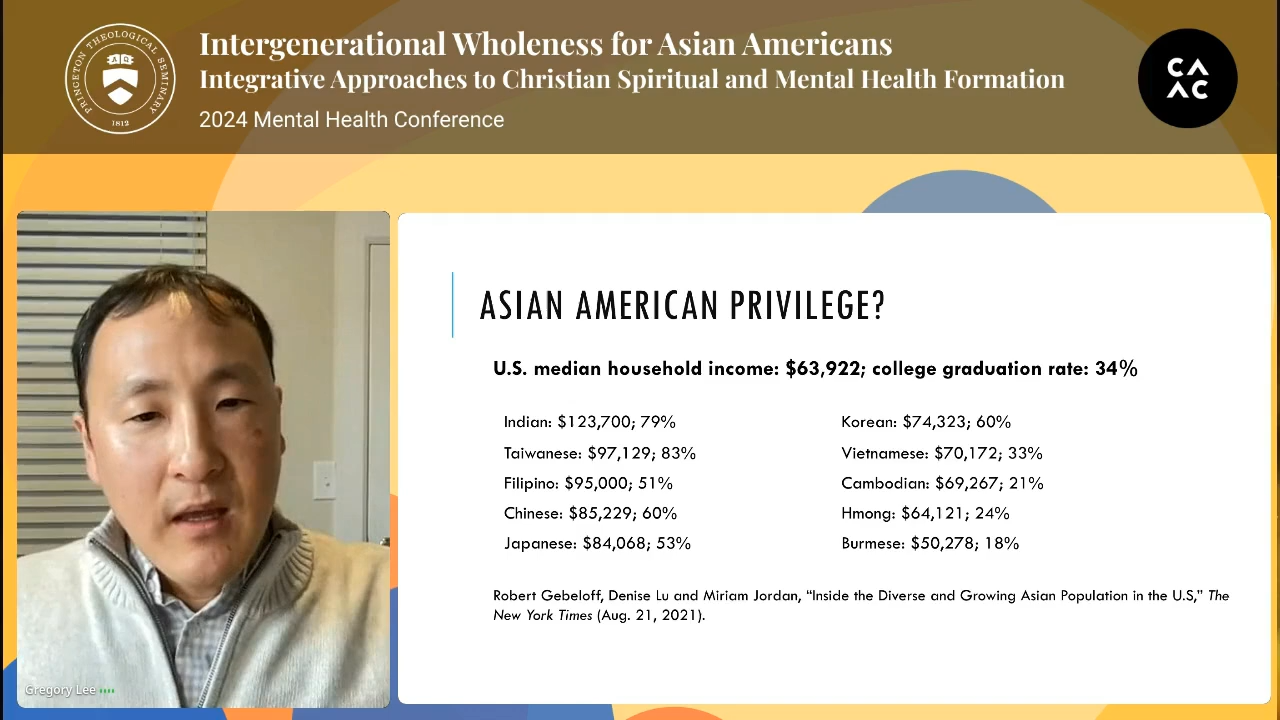 Intergenerational Wholeness for Asian Americans
Integrative Approaches to Christian Spiritual and Mental Health Formation
2024 Mental Health Conference
PRINCETON THEOLOGICAL SEMINARY
1812
CA
AC
ASIAN AMERICAN PRIVILEGE?
U.S. median household income: $63,922; college graduation rate: 34%
Indian: $123,700; 79%
Taiwanese: $97,129; 83%
Filipino: $95,000; 51%
Chinese: $85,229; 60%
Japanese: $84,068; 53%
Korean: $74,323; 60%
Vietnamese: $70,172; 33%
Cambodian: $69,267; 21%
Hmong: $64,121; 24%
Burmese: $50,278; 18%
Robert Gebeloff, Denise Lu and Miriam Jordan, “Inside the Diverse and Growing Asian Population in the U.S,” The
New York Times (Aug. 21, 2021).
Gregory Lee